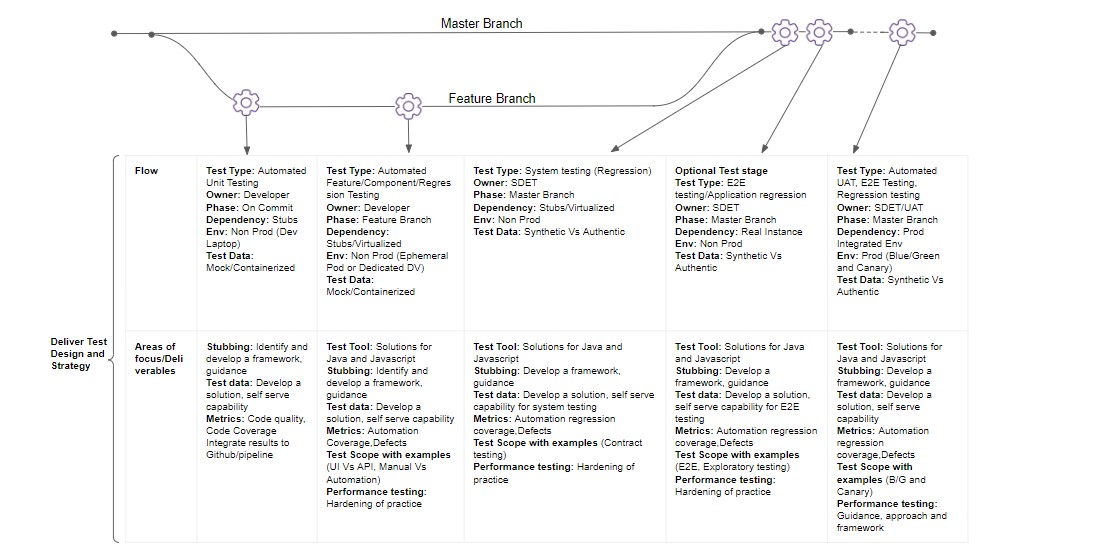 Master Branch
Feature Branch
Deliver Test
Design and
Strategy
Flow
Test Type: Automated
Unit Testing
Owner: Developer
Phase: On Commit
Dependency: Stubs
Env: Non Prod (Dev
Laptop)
Test Data:
Mock/Containerized
Test Type: Automated
Feature/Component/Regres
sion Testing
Owner: Developer
Phase: Feature Branch
Dependency:
Stubs/Virtualized
Env: Non Prod (Ephemeral
Pod or Dedicated DV)
Test Data:
Mock/Containerized
Test Type: System testing (Regression)
Owner: SDET
Phase: Master Branch
Dependency: Stubs/Virtualized
Env: Non Prod
Test Data: Synthetic Vs Authentic
Optional Test stage
Test Type: E2E
testing/Application regression
Owner: SDET
Phase: Master Branch
Dependency: Real Instance
Env: Non Prod
Test Data: Synthetic Vs
Authentic
Test Type: Automated
UAT, E2E Testing,
Regression testing
Owner: SDET/UAT
Phase: Master Branch
Dependency: Prod
Integrated Env
Env: Prod (Blue/Green
and Canary)
Test Data: Synthetic Vs
Authentic
Areas of
focus/Deli
verables
Stubbing: Identify and
develop a framework,
guidance
Test data: Develop a
solution, self serve
capability
Metrics: Code quality,
Code Coverage
Integrate results to
Github/pipeline
Test Tool: Solutions for
Java and Javascript
Stubbing: Identify and
develop a framework,
guidance
Test data: Develop a
solution, self serve capability
Metrics: Automation
Coverage,Defects
Test Scope with examples
(UI Vs API, Manual Vs
Automation)
Performance testing:
Hardening of practice
Test Tool: Solutions for Java and
Javascript
Stubbing: Develop a framework,
guidance
Test data: Develop a solution, self serve
capability for system testing
Metrics: Automation regression
coverage,Defects
Test Scope with examples (Contract
testing)
Performance testing: Hardening of
practice
Test Tool: Solutions for Java
and Javascript
Stubbing: Develop a
framework, guidance
Test data: Develop a solution,
self serve capability for E2E
testing
Metrics: Automation regression
coverage,Defects
Test Scope with examples
(E2E, Exploratory testing)
Performance testing:
Hardening of practice
Test Tool: Solutions for
Java and Javascript
Stubbing: Develop a
framework, guidance
Test data: Develop a
solution, self serve
capability
Metrics: Automation
regression
coverage,Defects
Test Scope with
examples (B/G and
Canary)
Performance testing:
Guidance, approach and
framework